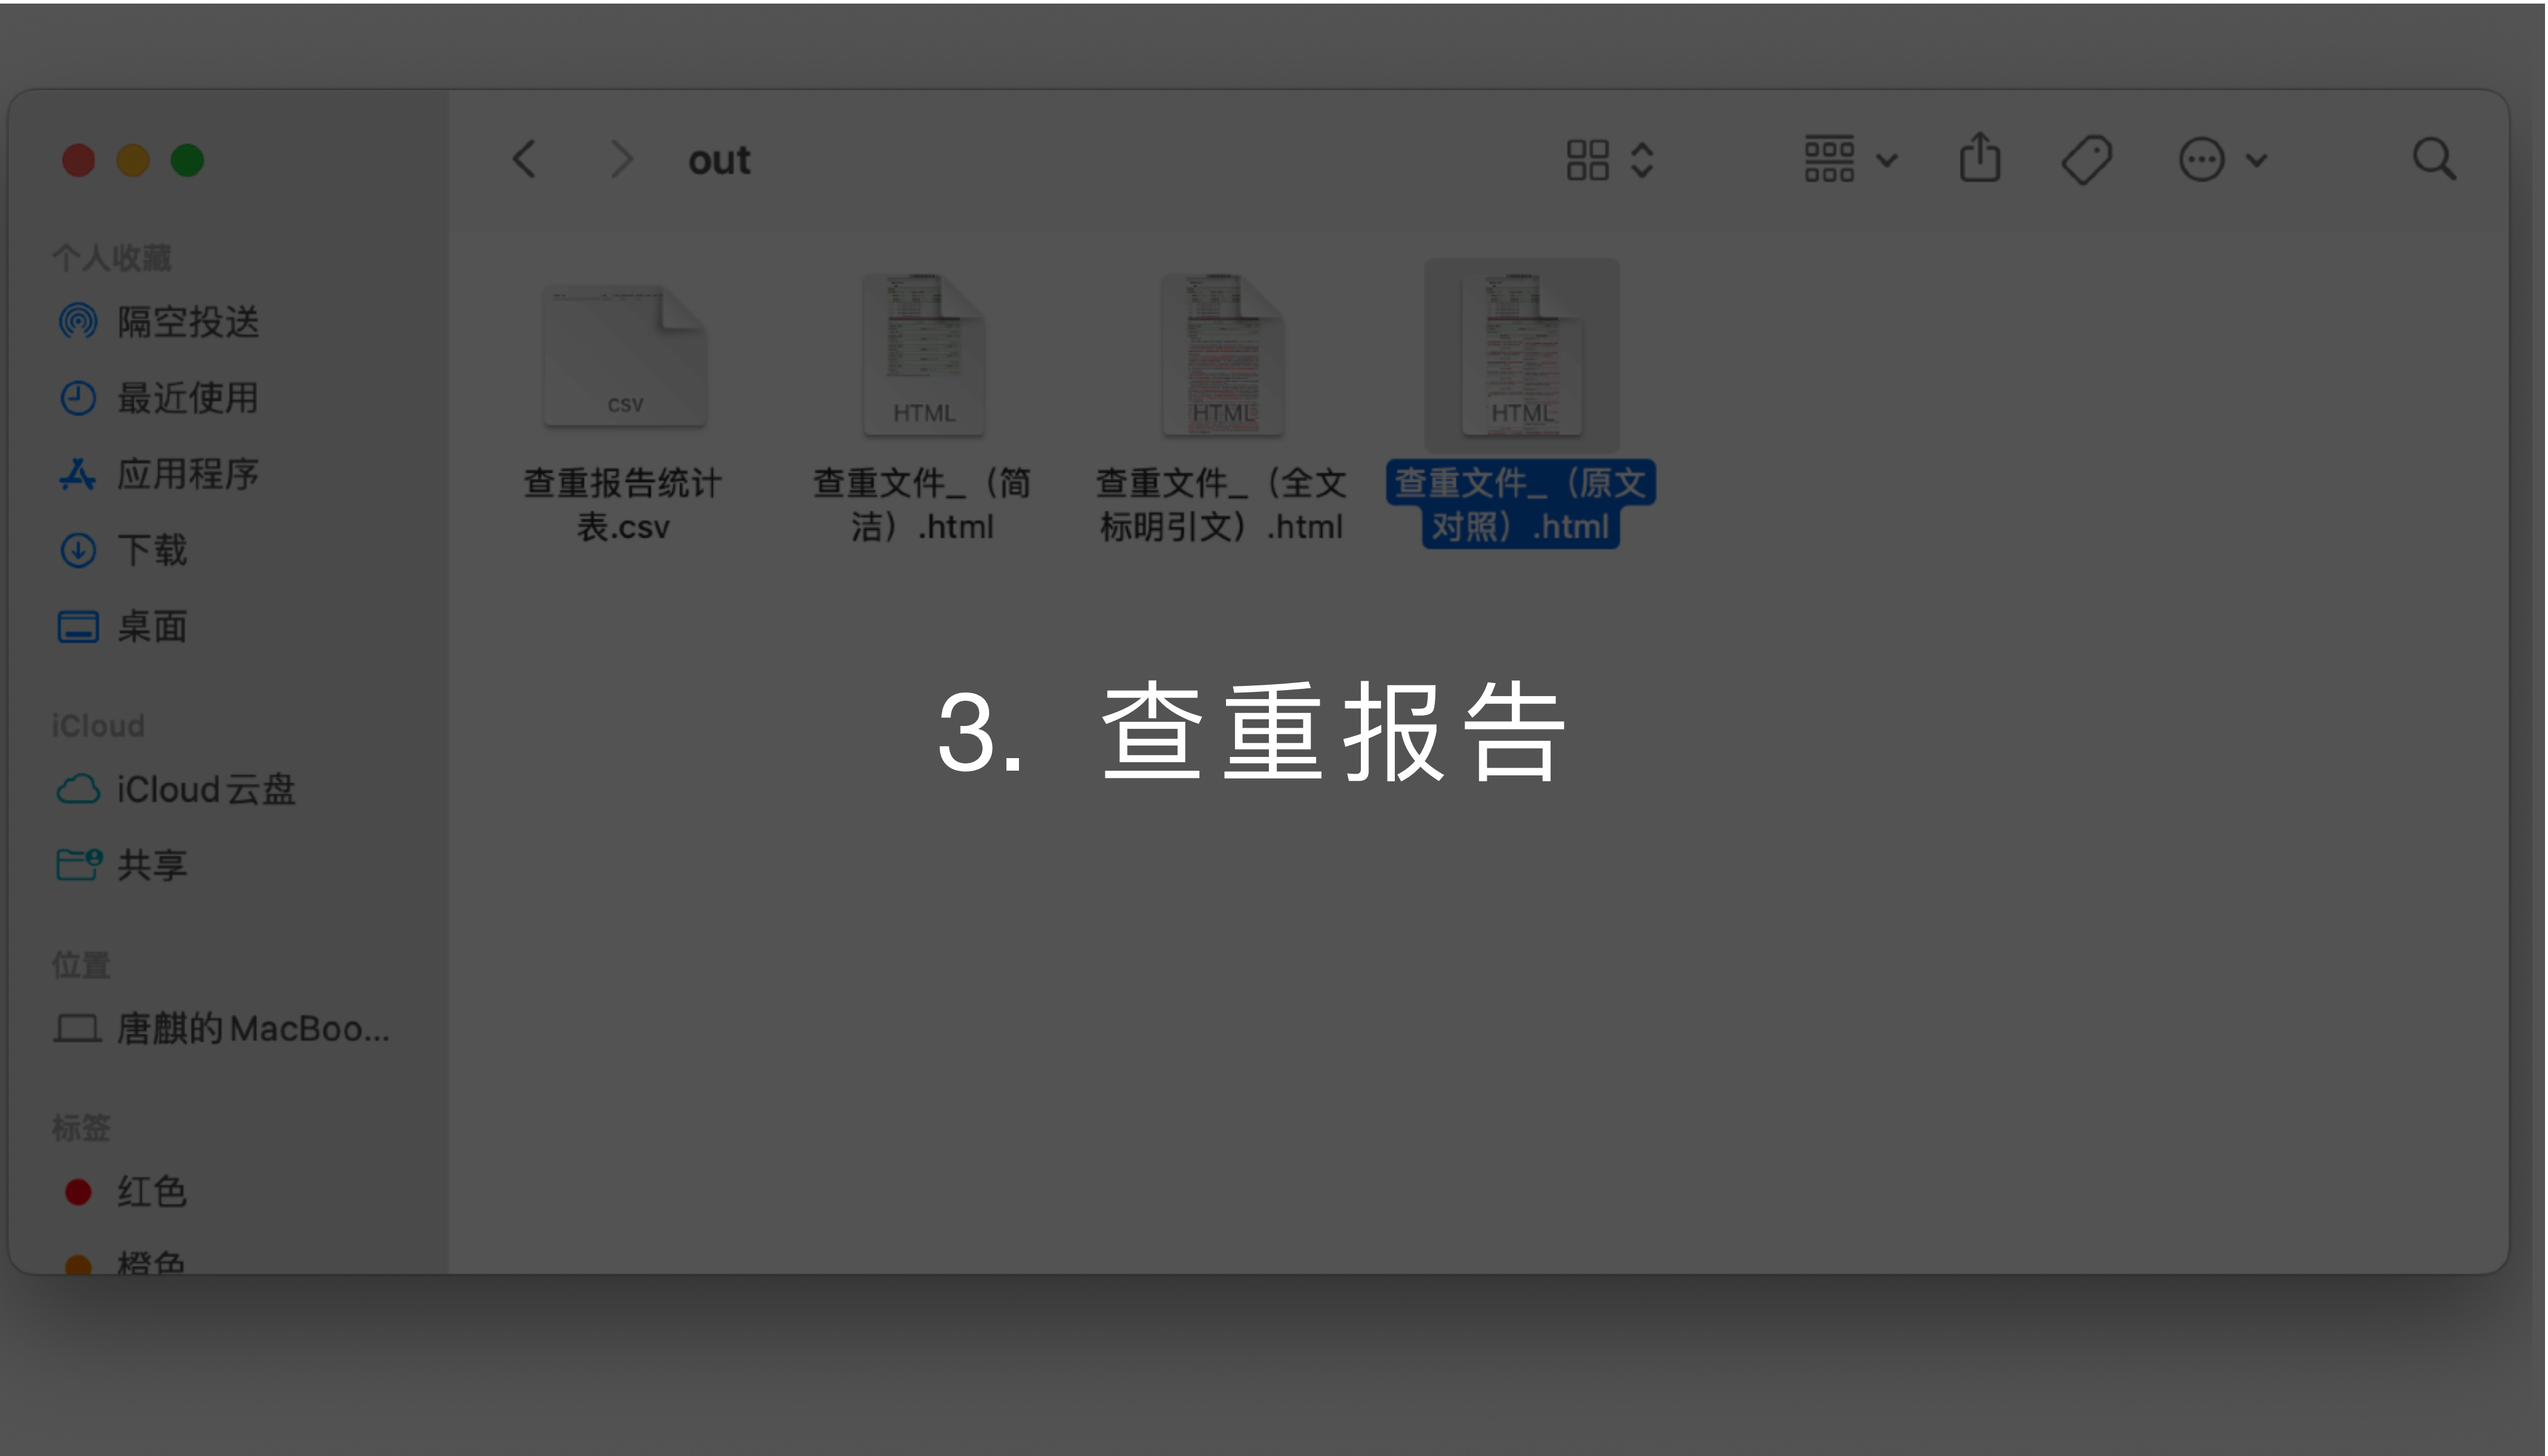 out
个人收藏
隔空投送
最近使用
应用程序
下载
桌面
iCloud
iCloud云盘
共享
位置
唐麒的MacBoo...
标签
红色
橙色
CSV
查重报告统计
表.csv
HTML
查重文件_（简
洁）.html
HTML
查重文件_（全文
标明引文）.html
HTML
查重文件_（原文
对照）.html
3. 查重报告